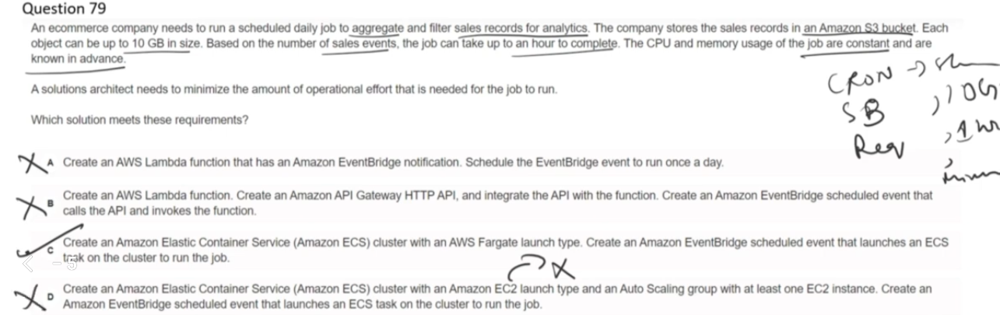 Question 79
An ecommerce company needs to run a scheduled daily job to aggregate and filter sales records for analytics. The company stores the sales records in an Amazon S3 bucket. Each
object can be up to 10 GB in size. Based on the number of sales events, the job can take up to an hour to complete. The CPU and memory usage of the job are constant and are
known in advance.
A solutions architect needs to minimize the amount of operational effort that is needed for the job to run.
Which solution meets these requirements?
CRON →
SB
A Create an AWS Lambda function that has an Amazon EventBridge notification. Schedule the EventBridge event to run once a day.
B Create an AWS Lambda function. Create an Amazon API Gateway HTTP API, and integrate the API with the function. Create an Amazon EventBridge scheduled event that
calls the API and invokes the function.
C Create an Amazon Elastic Container Service (Amazon ECS) cluster with an AWS Fargate launch type. Create an Amazon EventBridge scheduled event that launches an ECS
task on the cluster to run the job.
D Create an Amazon Elastic Container Service (Amazon ECS) cluster with an Amazon EC2 launch type and an Auto Scaling group with at least one EC2 instance. Create an
Amazon EventBridge scheduled event that launches an ECS task on the cluster to run the job.